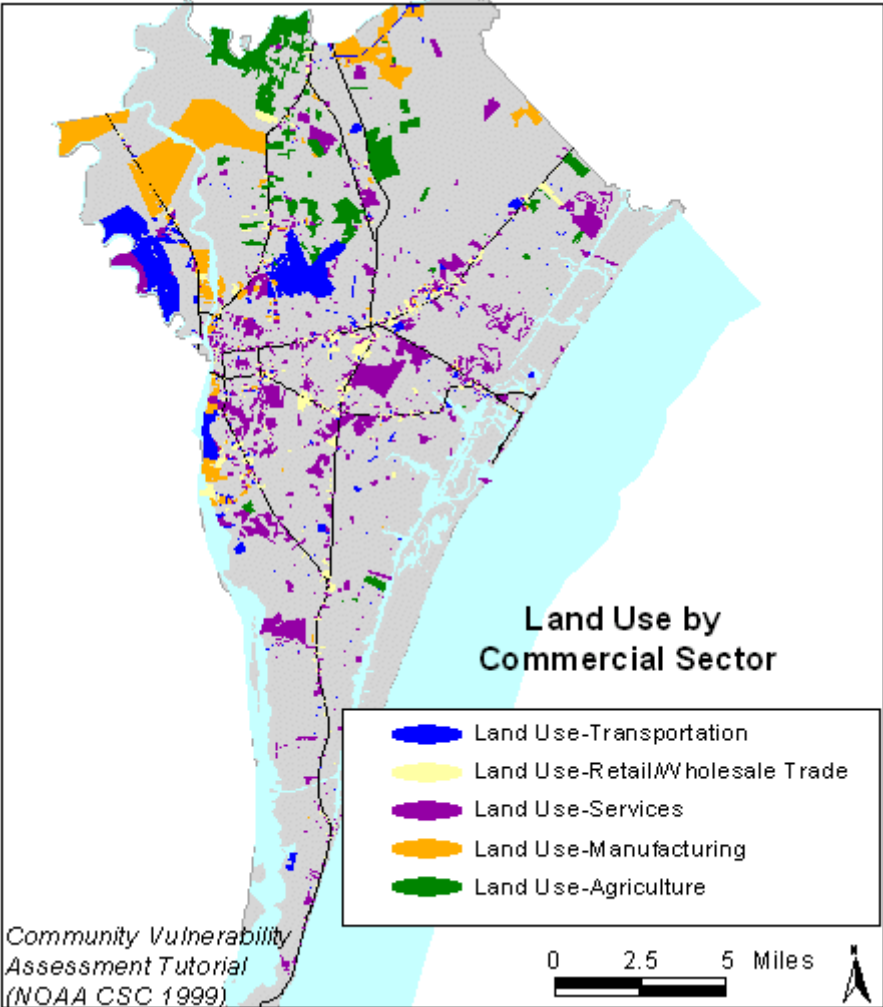 Land Use by
Commercial Sector
Land Use-Transportation
Land Use-Retail/Wholesale Trade
Land Use-Services
Land Use-Manufacturing
Land Use-Agriculture
Community Vulnerability
Assessment Tutorial
(NOAA CSC 1999)
0 2.5 5 Miles
N